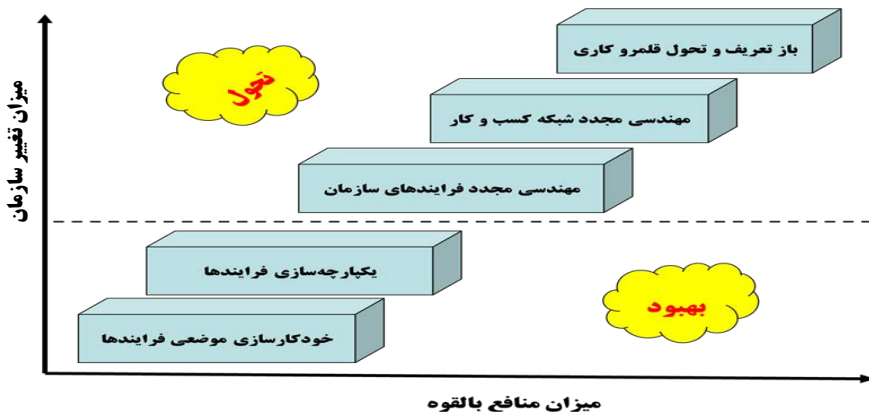 باز تعریف و تحول قلمرو کاری
تحول
مهندسی مجدد شبکه کسب و کار
مهندسی مجدد فرایندهای سازمان
میزان تغییر سازمان
یکپارچه‌سازی فرایندها
بهبود
خودکارسازی موضعی فرایندها
میزان منافع بالقوه